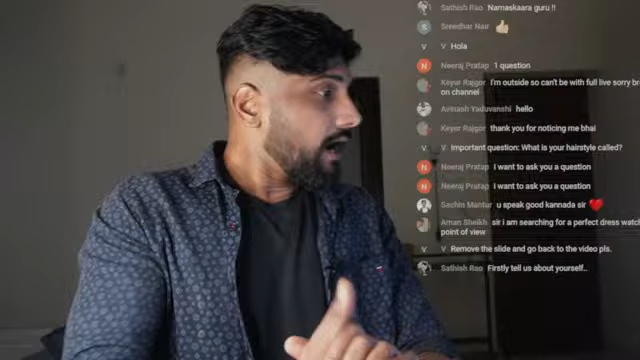 Sathish Rao Namaskaara guru !!
S Sreedhar Nair 👍🏼
V V Hola
N Neeraj Pratap 1 question
Keyur Rajgor I'm outside so can't be with full live sorry bro
on channel
Avinash Yaduvanshi hello
Keyur Rajgor thank you for noticing me bhai
V V Important question: What is your hairstyle called?
N Neeraj Pratap I want to ask you a question
N Neeraj Pratap I want to ask you a question
Sachin Mantur u speak good kannada sir ❤️
Aman Sheikh sir i am searching for a perfect dress watch
point of view
V V Remove the slide and go back to the video pls.
Sathish Rao Firstly tell us about yourself..